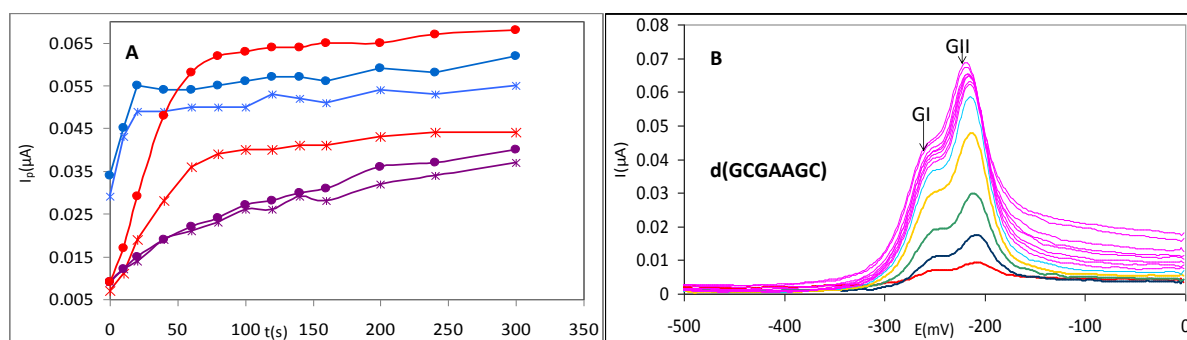 A
Ip(μA)
0.065
0.055
0.045
0.035
0.025
0.015
0.005
0 50 100 150 200 250 300 350
t(s)
B
I(μA)
0.08
0.07
0.06
0.05
0.04
0.03
0.02
0.01
0
GII
GI
d(GCGAAGC)
-500 -400 -300 -200 -100 0
E(mV)